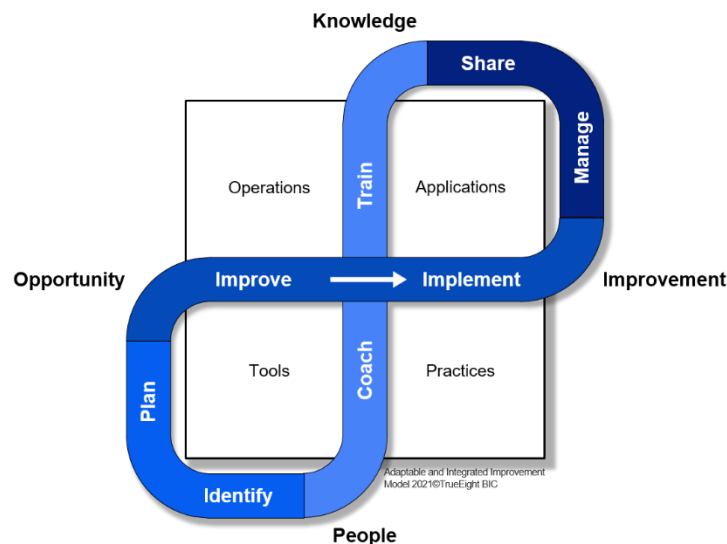 Knowledge
Share
Manage
Train
Operations
Applications
Opportunity
Improve
Implement
Improvement
Tools
Practices
Coach
Plan
Identify
Adaptable and Integrated Improvement
Model 2021©TrueEight BIC
People